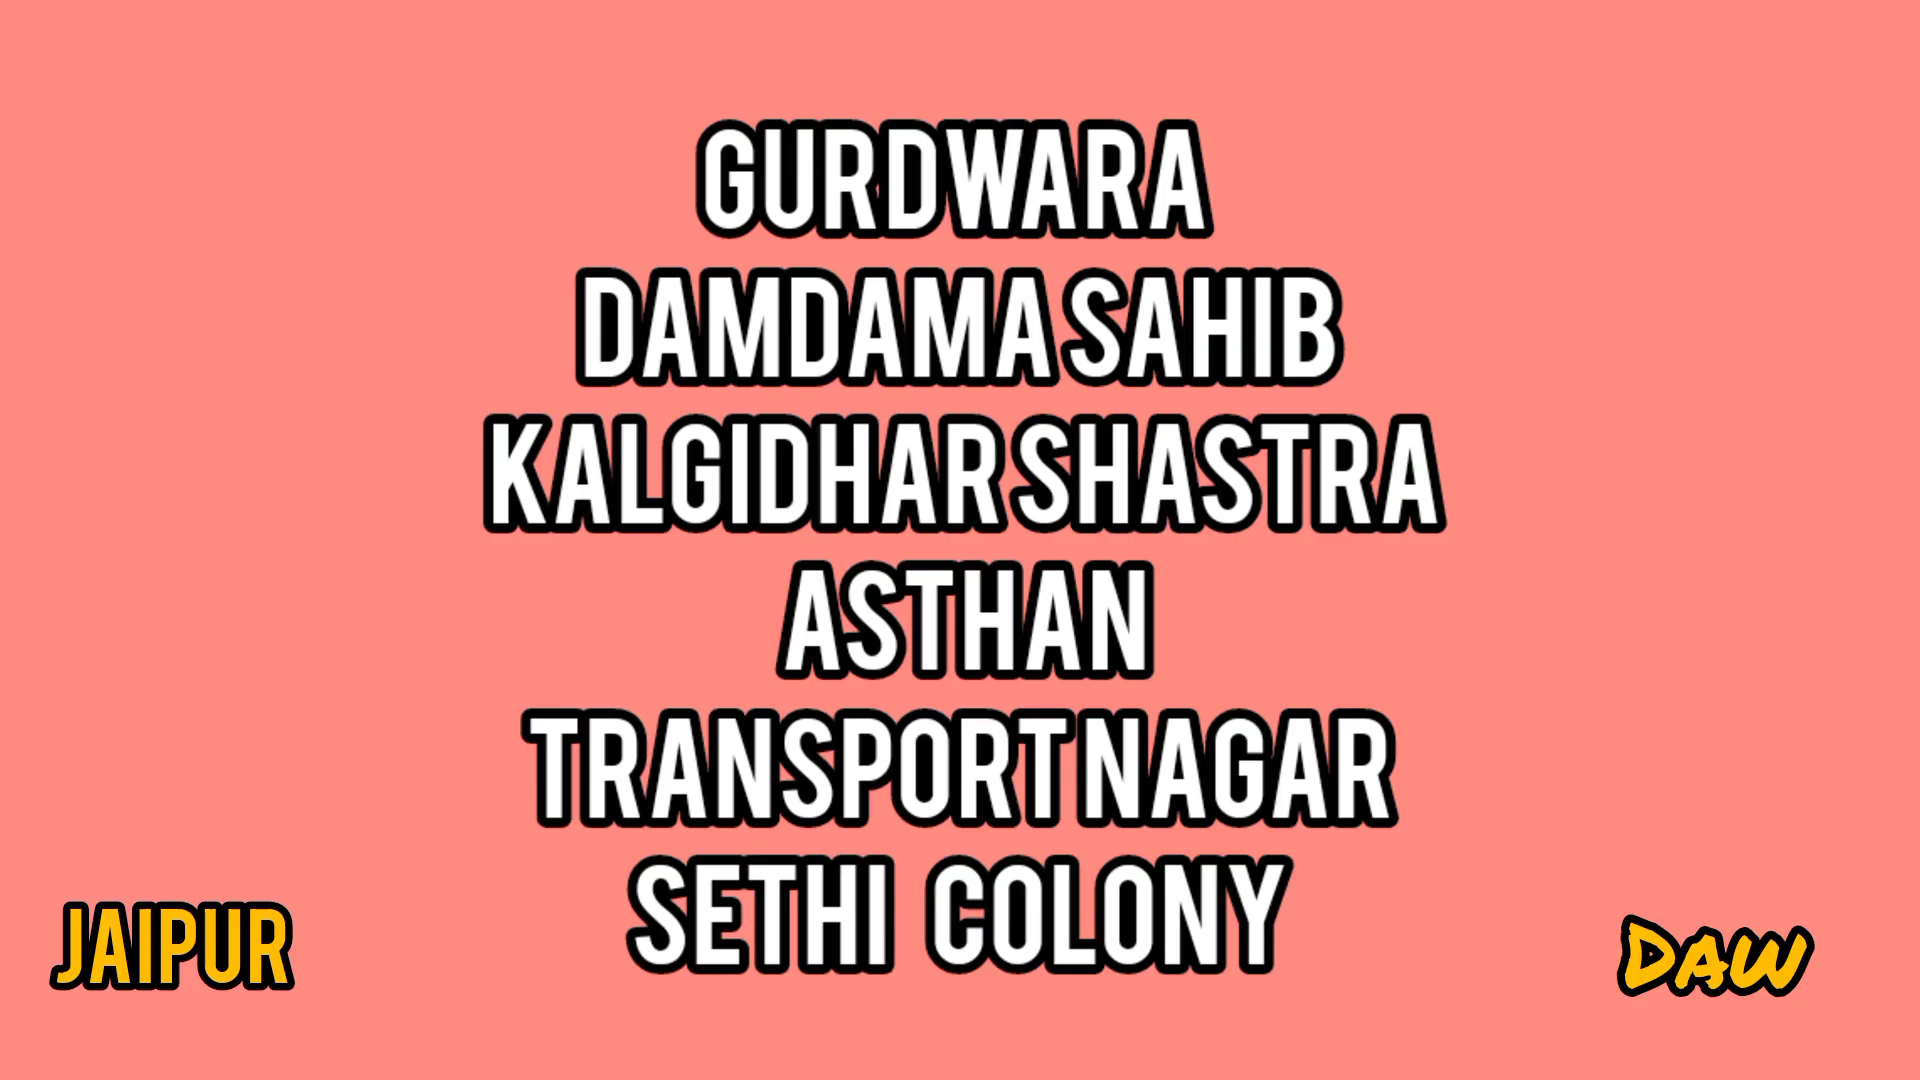 GURDWARA
DAMDAMA SAHIB
KALGIDHAR SHASTRA
ASTHAN
TRANSPORT NAGAR
SETHI COLONY
JAIPUR
DAW